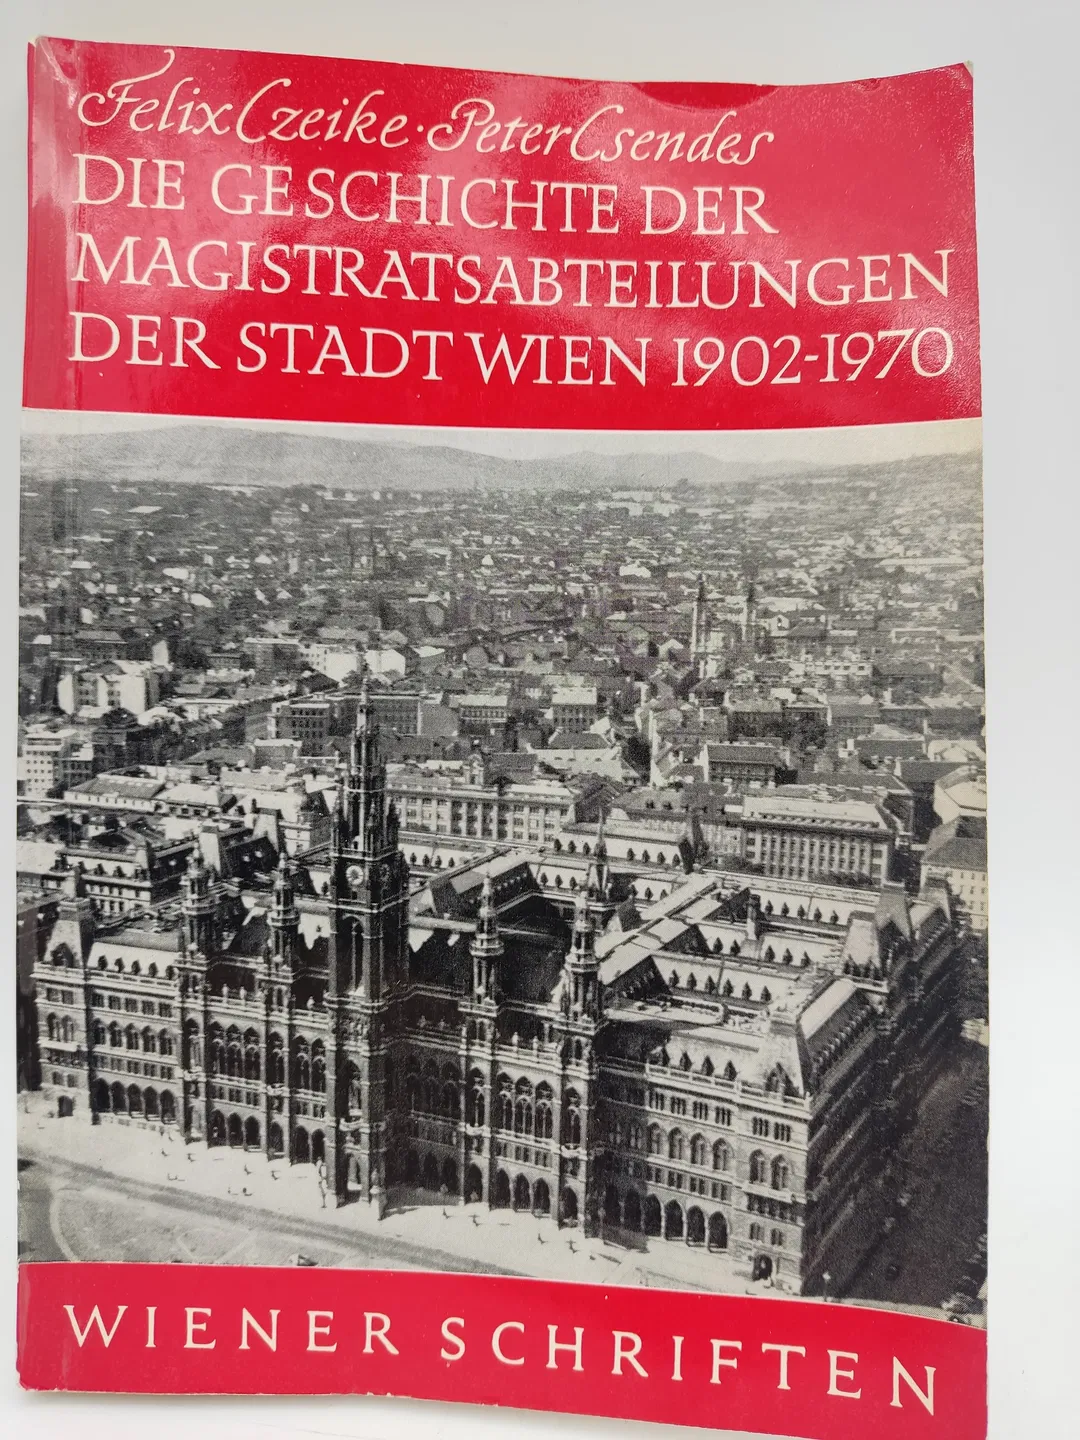 Felix Czeike · Peter Csendes
DIE GESCHICHTE DER
MAGISTRATSABTEILUNGEN
DER STADT WIEN 1902-1970
WIENER SCHRIFTEN